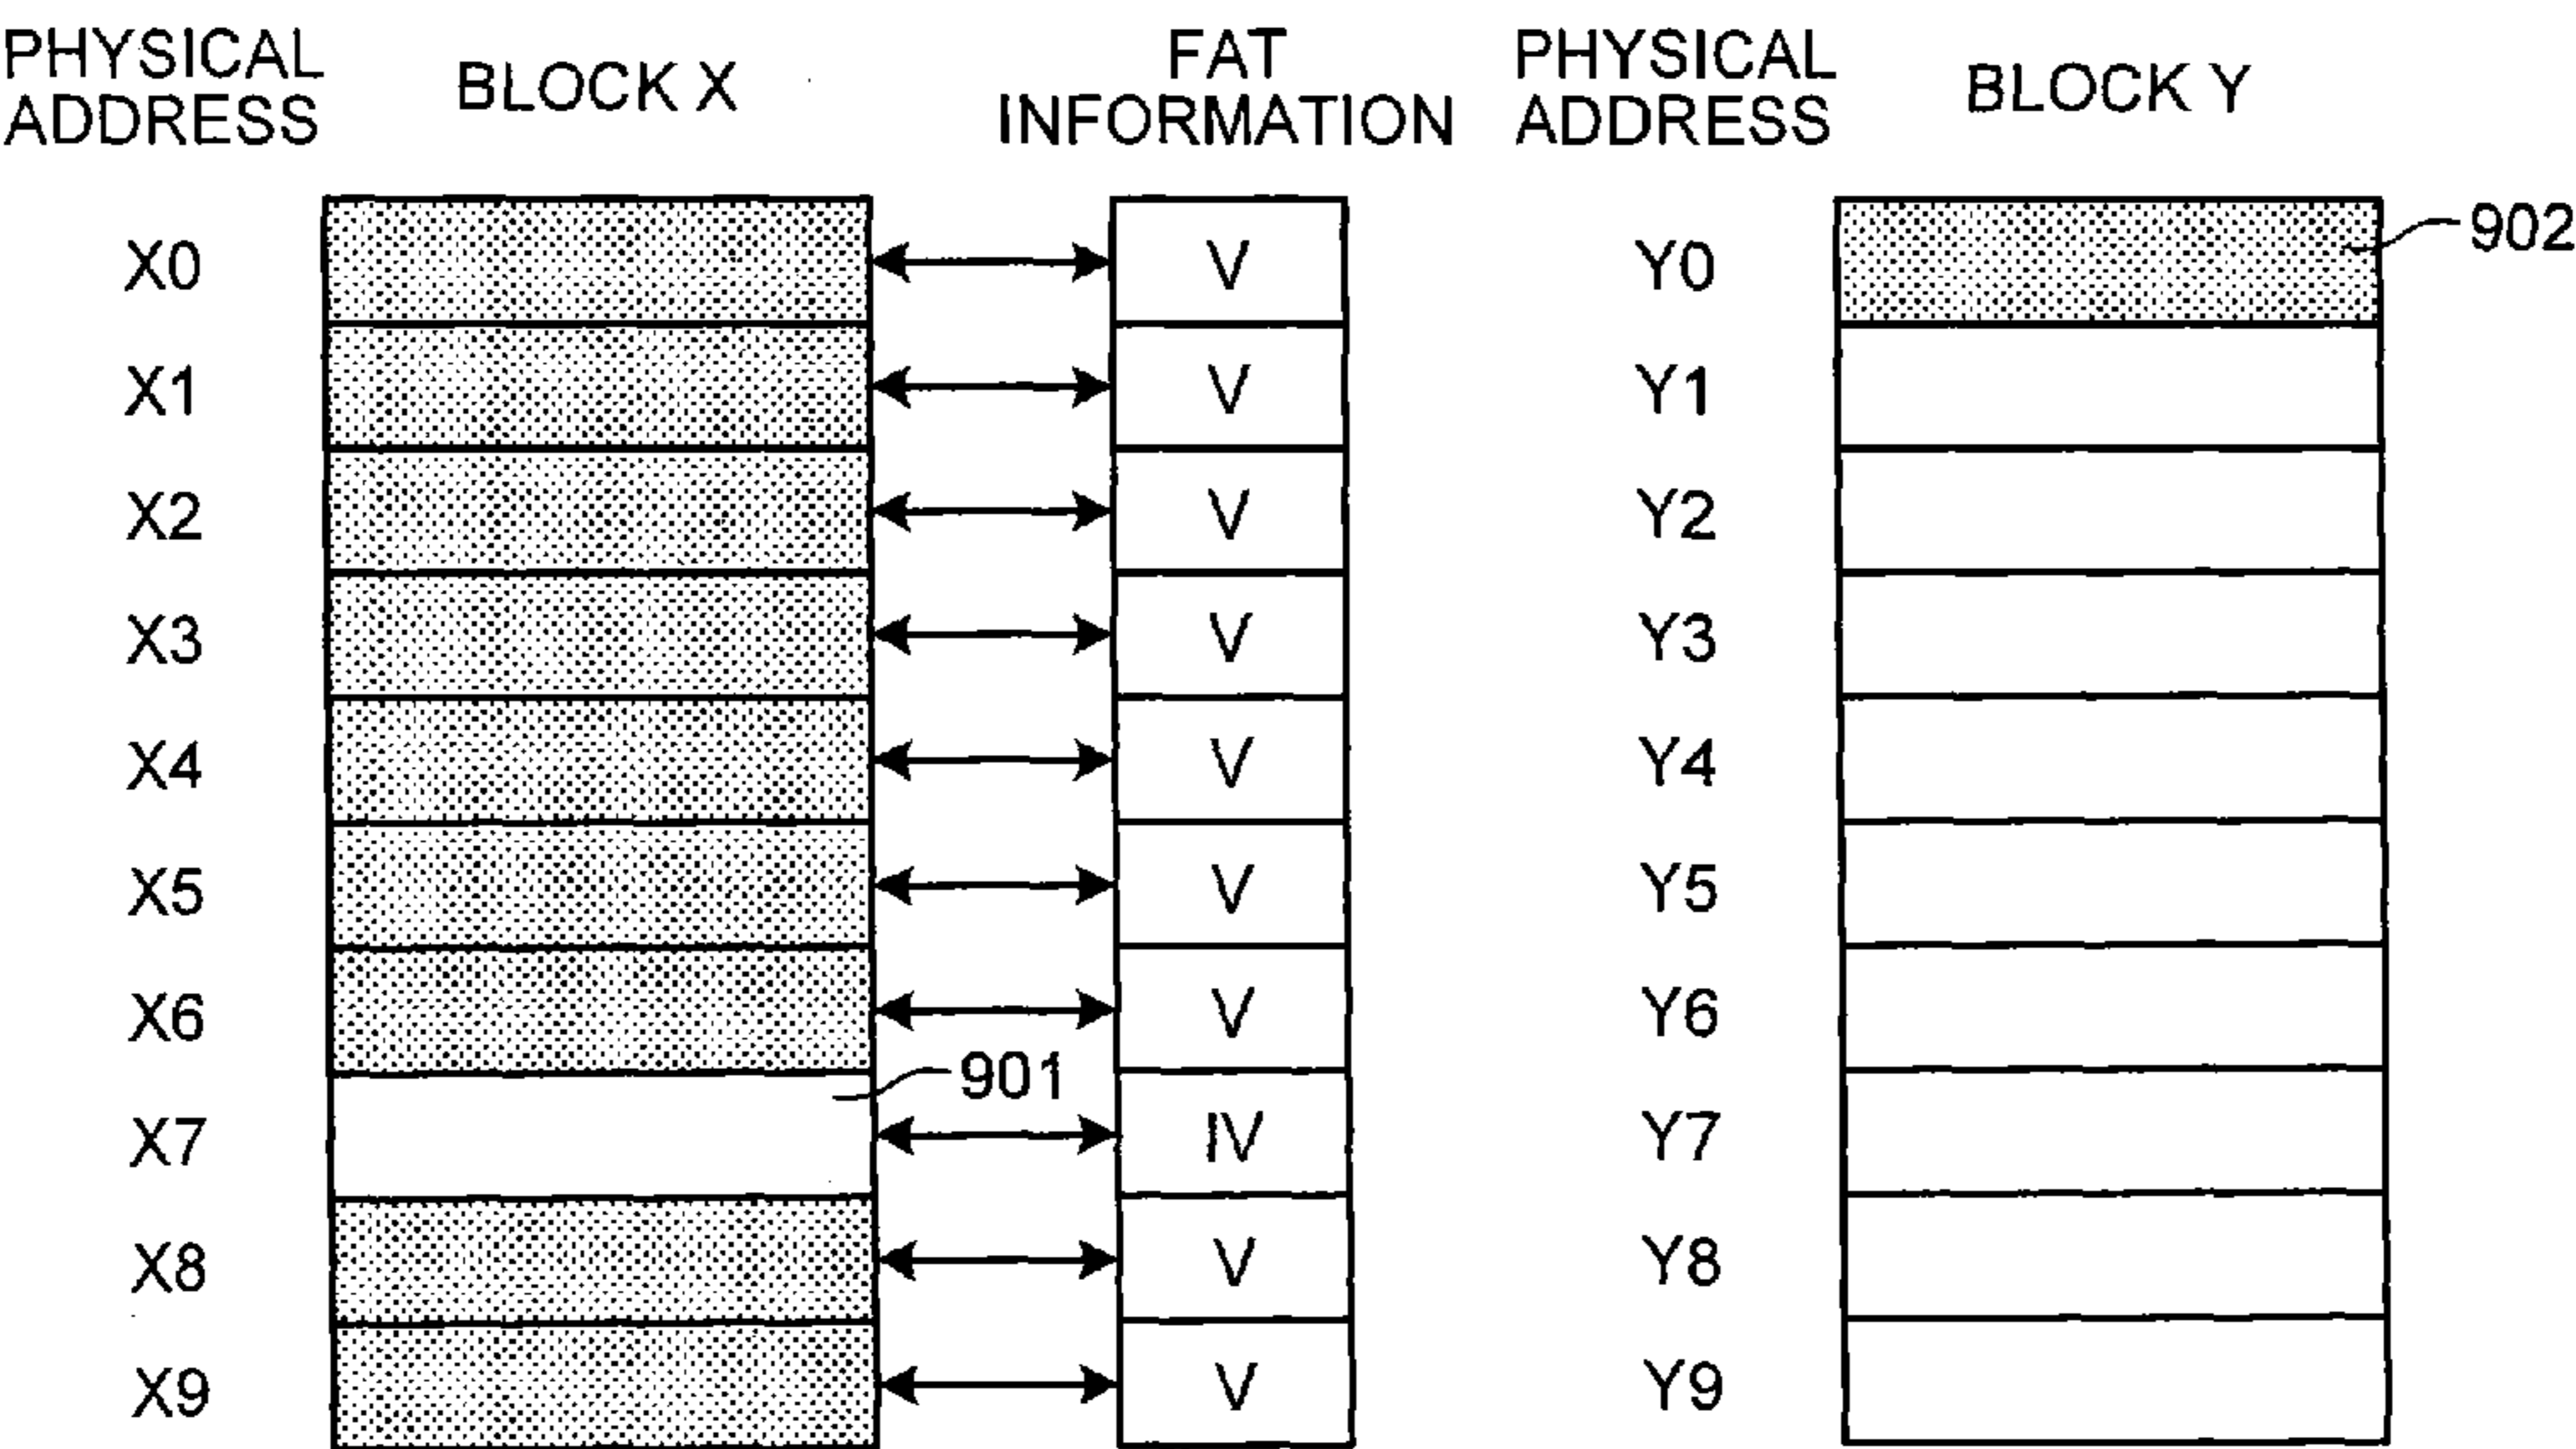 PHYSICAL ADDRESS
BLOCK X
FAT INFORMATION
PHYSICAL ADDRESS
BLOCK Y
X0 V Y0 902
X1 V Y1
X2 V Y2
X3 V Y3
X4 V Y4
X5 V Y5
X6 V Y6
901
X7 IV Y7
X8 V Y8
X9 V Y9